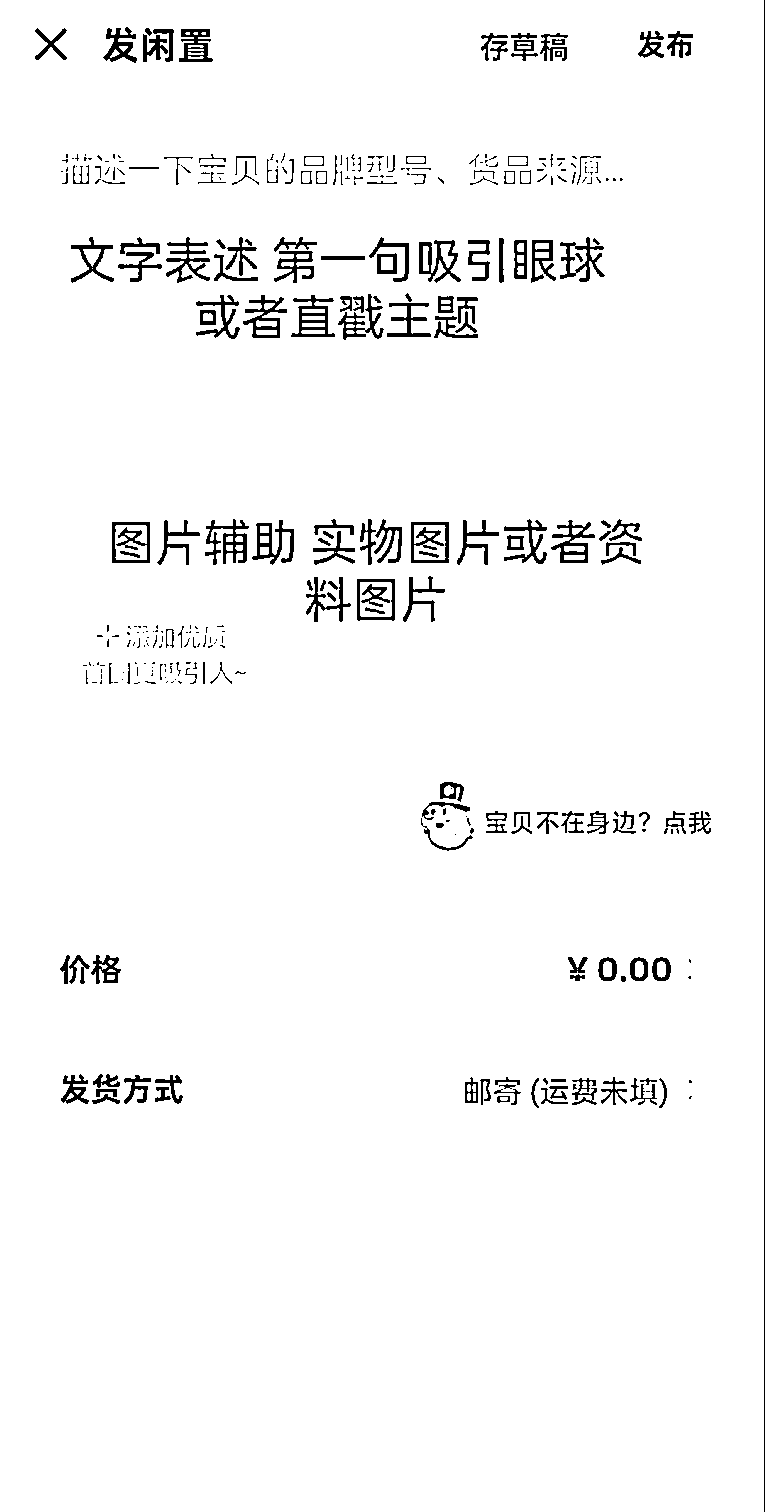 发闲置 存草稿 发布
描述一下宝贝的品牌型号、货品来源...
文字表述 第一句吸引眼球
或者直戳主题
图片辅助 实物图片或者资
料图片
添加优质
首图更吸引人~
宝贝不在身边？点我
价格 ¥ 0.00
发货方式 邮寄 (运费未填)